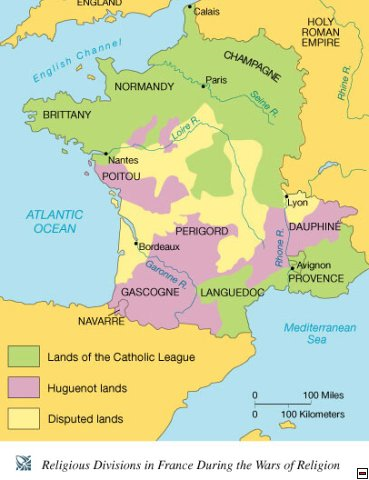 ENGLAND
Calais
HOLY
ROMAN
EMPIRE
English Channel
CHAMPAGNE
NORMANDY
Paris
Rhine R.
Seine R.
BRITTANY
Loire R.
Nantes
POITOU
Lyon
ATLANTIC
OCEAN
PERIGORD
DAUPHINÉ
Bordeaux
Rhone R.
Garonne R.
Avignon
GASCOGNE
LANGUEDOC
PROVENCE
NAVARRE
Mediterranean
Sea
Lands of the Catholic League
Huguenot lands
Disputed lands
0 100 Miles
0 100 Kilometers
Religious Divisions in France During the Wars of Religion